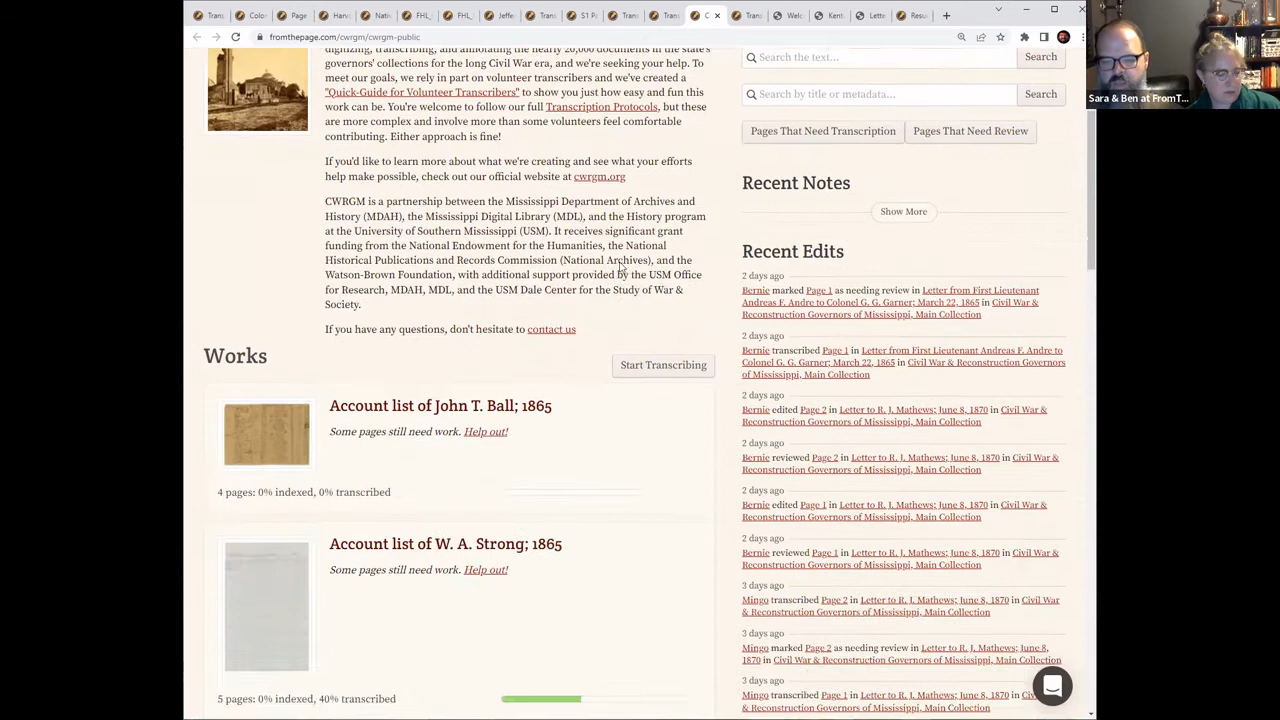 Trans
Colo
Page
Harv
Nativ
FHL_
FHL_
Jeffe
Trans
S1 Pa
Trans
Trans
C
Trans
Welc
Kent
Lette
Resu
fromthepage.com/cwrgm/cwrgm-public
digitizing, transcribing, and annotating the nearly 20,000 documents in the state's
governors' collections for the long Civil War era, and we're seeking your help. To
meet our goals, we rely in part on volunteer transcribers and we've created a
"Quick-Guide for Volunteer Transcribers" to show you just how easy and fun this
work can be. You're welcome to follow our full Transcription Protocols, but these
are more complex and involve more than some volunteers feel comfortable
contributing. Either approach is fine!
If you'd like to learn more about what we're creating and see what your efforts
help make possible, check out our official website at cwrgm.org
CWRGM is a partnership between the Mississippi Department of Archives and
History (MDAH), the Mississippi Digital Library (MDL), and the History program
at the University of Southern Mississippi (USM). It receives significant grant
funding from the National Endowment for the Humanities, the National
Historical Publications and Records Commission (National Archives), and the
Watson-Brown Foundation, with additional support provided by the USM Office
for Research, MDAH, MDL, and the USM Dale Center for the Study of War &
Society.
If you have any questions, don't hesitate to contact us
Works
Start Transcribing
Account list of John T. Ball; 1865
Some pages still need work. Help out!
4 pages: 0% indexed, 0% transcribed
Account list of W. A. Strong; 1865
Some pages still need work. Help out!
5 pages: 0% indexed, 40% transcribed
Search the text...
Search
Search by title or metadata...
Search
Pages That Need Transcription
Pages That Need Review
Recent Notes
Show More
Recent Edits
2 days ago
Bernie marked Page 1 as needing review in Letter from First Lieutenant
Andreas F. Andre to Colonel G. G. Garner; March 22, 1865 in Civil War &
Reconstruction Governors of Mississippi, Main Collection
2 days ago
Bernie transcribed Page 1 in Letter from First Lieutenant Andreas F. Andre to
Colonel G. G. Garner; March 22, 1865 in Civil War & Reconstruction Governors
of Mississippi, Main Collection
2 days ago
Bernie edited Page 2 in Letter to R. J. Mathews; June 8, 1870 in Civil War &
Reconstruction Governors of Mississippi, Main Collection
2 days ago
Bernie reviewed Page 2 in Letter to R. J. Mathews; June 8, 1870 in Civil War &
Reconstruction Governors of Mississippi, Main Collection
2 days ago
Bernie edited Page 1 in Letter to R. J. Mathews; June 8, 1870 in Civil War &
Reconstruction Governors of Mississippi, Main Collection
2 days ago
Bernie reviewed Page 1 in Letter to R. J. Mathews; June 8, 1870 in Civil War &
Reconstruction Governors of Mississippi, Main Collection
3 days ago
Mingo transcribed Page 2 in Letter to R. J. Mathews; June 8, 1870 in Civil War
& Reconstruction Governors of Mississippi, Main Collection
3 days ago
Mingo marked Page 2 as needing review in Letter to R. J. Mathews; June 8,
1870 in Civil War & Reconstruction Governors of Mississippi, Main Collection
3 days ago
Mingo transcribed Page 1 in Letter to R. J. Mathews; June 8, 1870 in Civil
War & Reconstruction Governors of Mississippi, Main Collection
Sara & Ben at FromT...